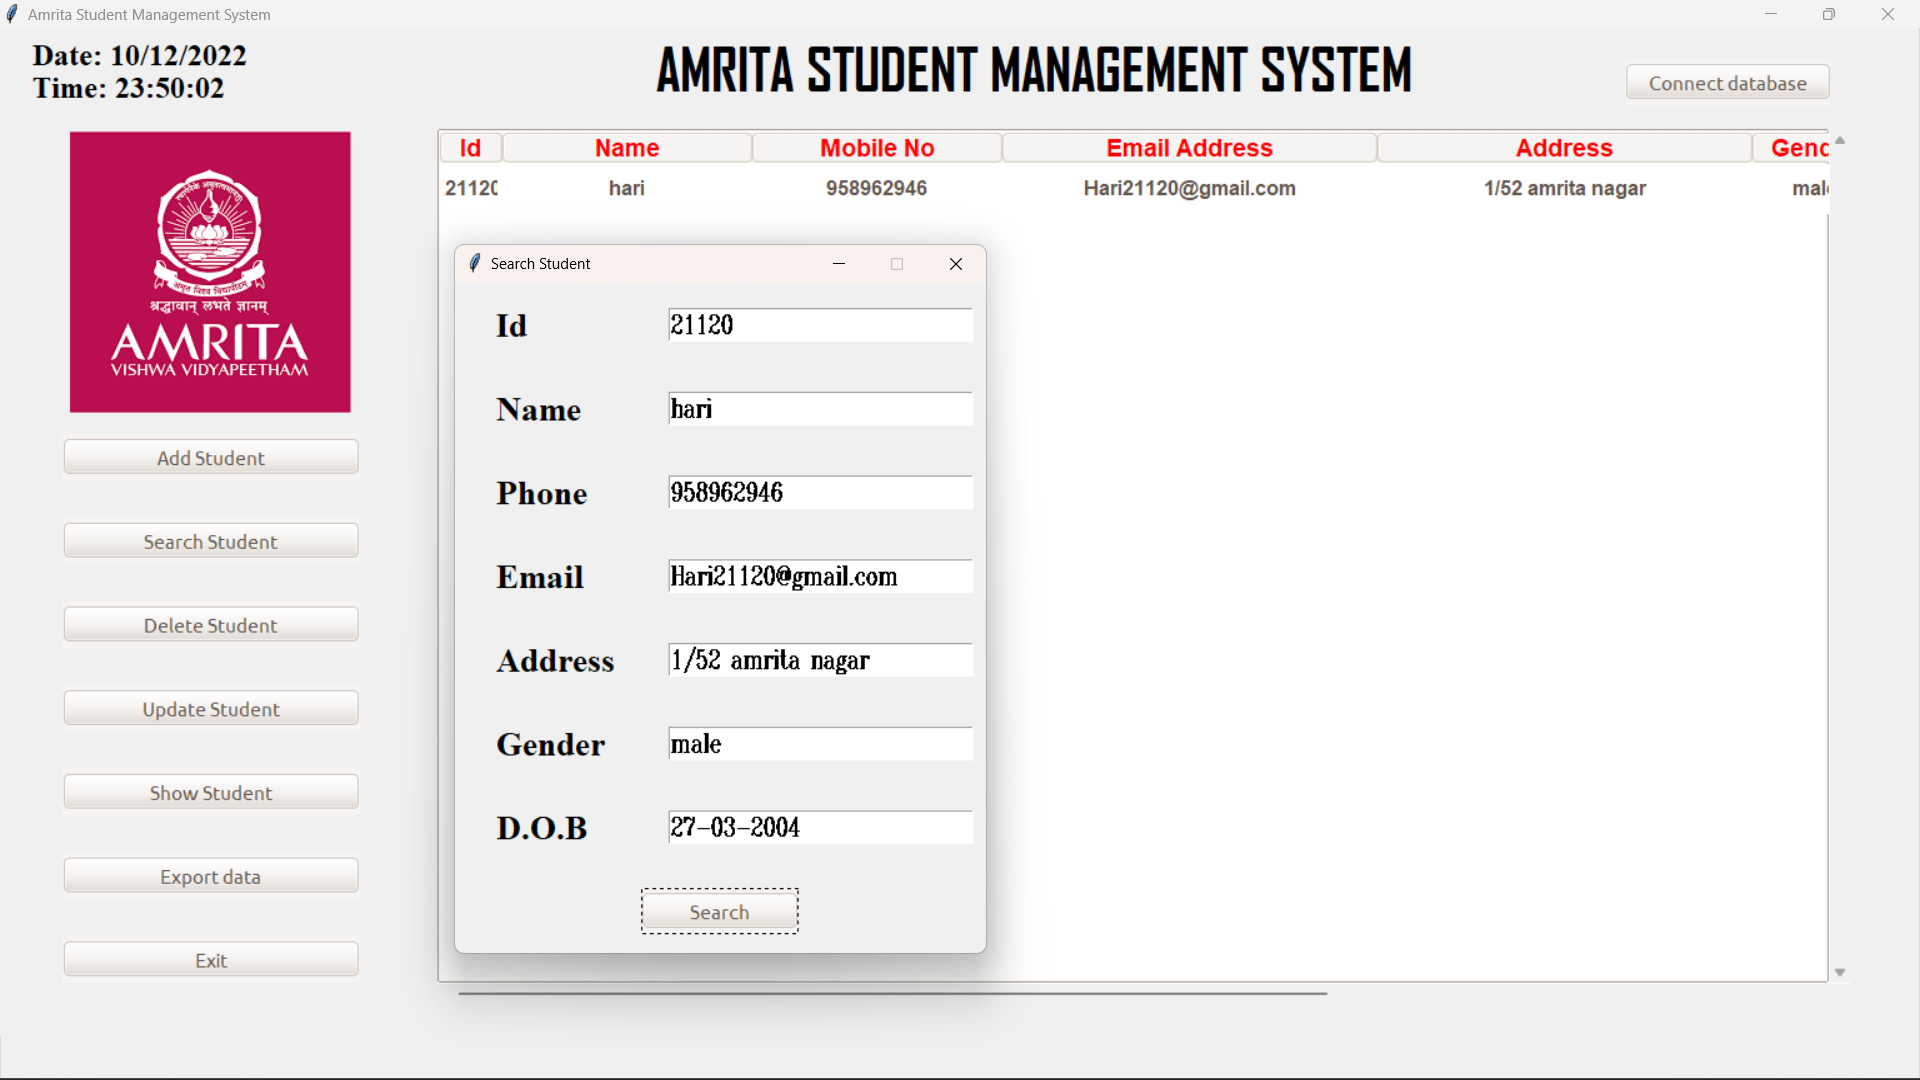 Amrita Student Management System
Date: 10/12/2022
Time: 23:50:02
AMRITA STUDENT MANAGEMENT SYSTEM
Connect database
श्रद्धावान् लभते ज्ञानम्
AMRITA
VISHWA VIDYAPEETHAM
Add Student
Search Student
Delete Student
Update Student
Show Student
Export data
Exit
Id Name Mobile No Email Address Address Gend
21120 hari 958962946 Hari21120@gmail.com 1/52 amrita nagar mal
Search Student
Id 21120
Name hari
Phone 958962946
Email Hari21120@gmail.com
Address 1/52 amrita nagar
Gender male
D.O.B 27-03-2004
Search